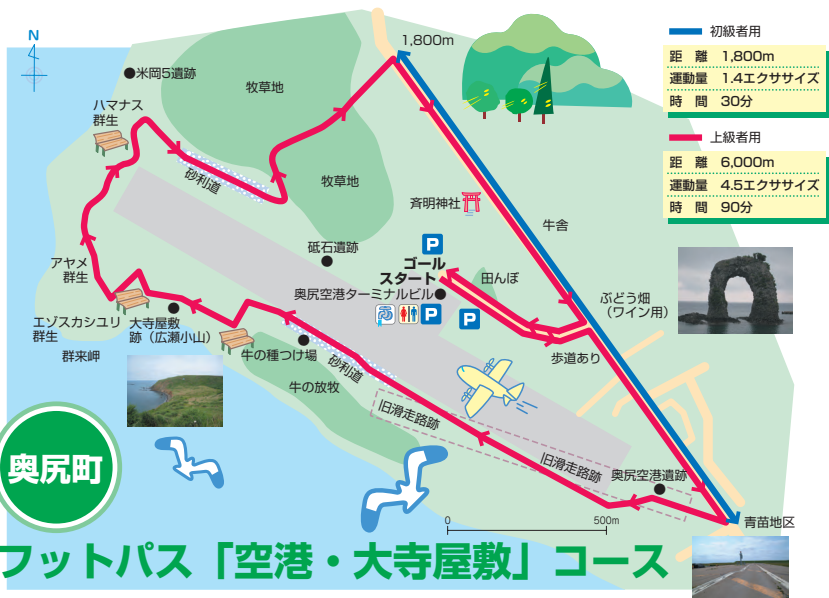 N
1,800m
米岡5遺跡
牧草地
ハマナス
群生
砂利道
牧草地
斉明神社
牛舎
砥石遺跡
P
ゴール
スタート
田んぼ
奥尻空港ターミナルビル
P
P
アヤメ
群生
エゾスカシユリ
群生
大寺屋敷
跡（広瀬小山）
群来岬
牛の種つけ場
砂利道
牛の放牧
ぶどう畑
（ワイン用）
歩道あり
旧滑走路跡
旧滑走路跡
奥尻空港遺跡
青苗地区
0
500m
初級者用
距　離　1,800m
運動量　1.4エクササイズ
時　間　30分
上級者用
距　離　6,000m
運動量　4.5エクササイズ
時　間　90分
奥尻町
フットパス「空港・大寺屋敷」コース